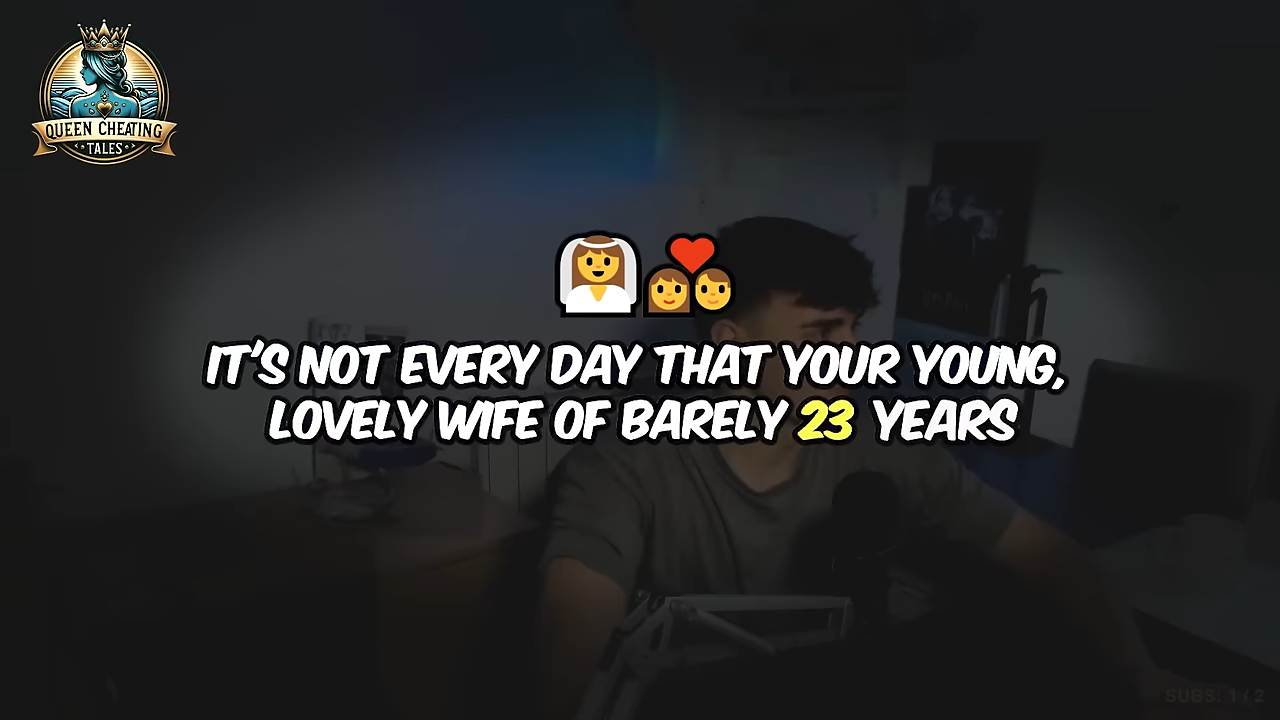 QUEEN CHEATING
TALES
IT'S NOT EVERY DAY THAT YOUR YOUNG,
LOVELY WIFE OF BARELY 23 YEARS
SUBS: 1 / 2